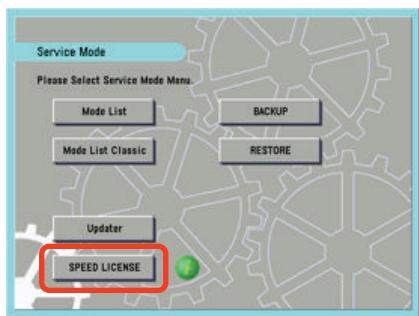 Service Mode
Please Select Service Mode Menu.
Mode List
BACKUP
Mode List Classic
RESTORE
Updater
SPEED LICENSE